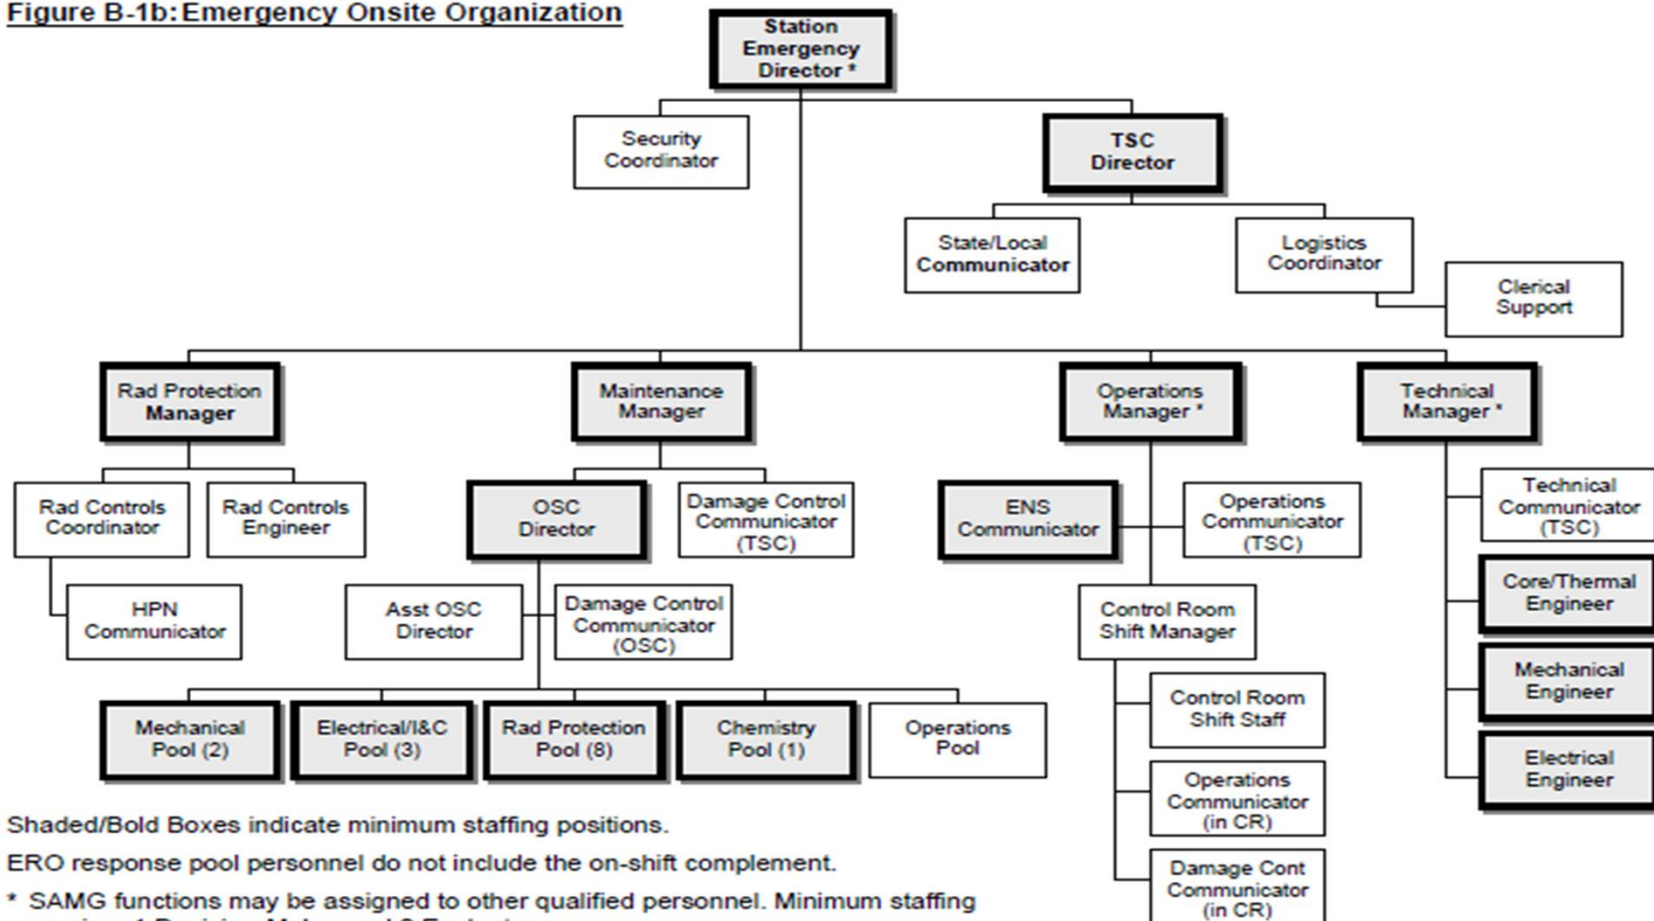 Figure B-1b: Emergency Onsite Organization
Station
Emergency
Director *
Security
Coordinator
TSC
Director
State/Local
Communicator
Logistics
Coordinator
Clerical
Support
Rad Protection
Manager
Maintenance
Manager
Operations
Manager *
Technical
Manager *
Rad Controls
Coordinator
Rad Controls
Engineer
OSC
Director
Damage Control
Communicator
(TSC)
ENS
Communicator
Operations
Communicator
(TSC)
Technical
Communicator
(TSC)
HPN
Communicator
Asst OSC
Director
Damage Control
Communicator
(OSC)
Control Room
Shift Manager
Core/Thermal
Engineer
Mechanical
Engineer
Electrical
Engineer
Mechanical
Pool (2)
Electrical/I&C
Pool (3)
Rad Protection
Pool (8)
Chemistry
Pool (1)
Operations
Pool
Control Room
Shift Staff
Operations
Communicator
(in CR)
Damage Cont
Communicator
(in CR)
Shaded/Bold Boxes indicate minimum staffing positions.
ERO response pool personnel do not include the on-shift complement.
* SAMG functions may be assigned to other qualified personnel. Minimum staffing